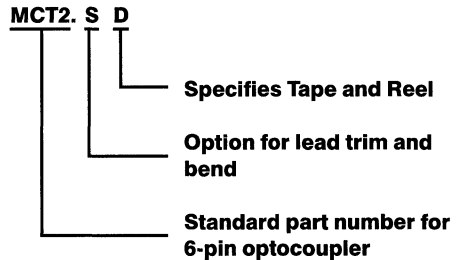 MCT2. S D
Specifies Tape and Reel
Option for lead trim and
bend
Standard part number for
6-pin optocoupler